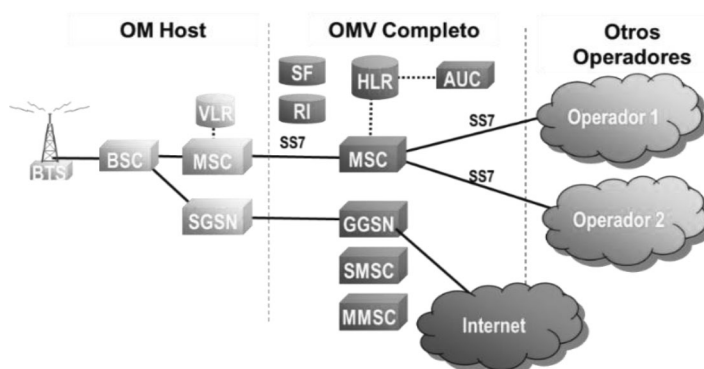 OM Host
OMV Completo
Otros
Operadores
SF
HLR
AUC
RI
VLR
Operador 1
SS7
BTS
BSC
MSC
SS7
MSC
SS7
SGSN
GGSN
Operador 2
SMSC
MMSC
Internet